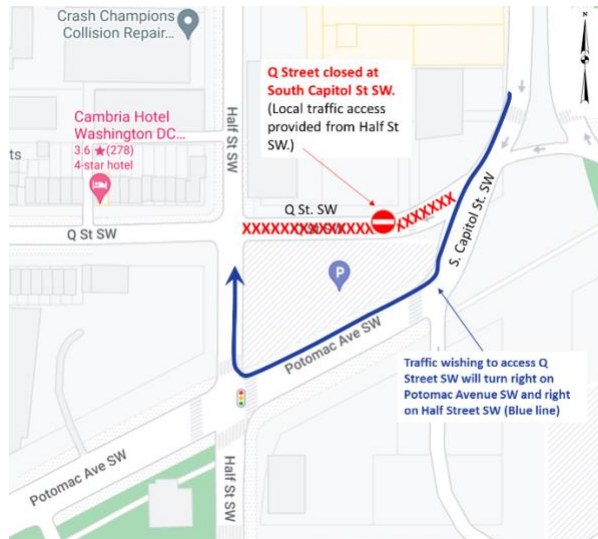 Crash Champions
Collision Repair...
Q Street closed at
South Capitol St SW.
(Local traffic access
provided from Half St
SW.)
Cambria Hotel
Washington DC...
3.6 ★(278)
4-star hotel
Half St SW
ts
Q St. SW
XXXXXXXXXXXXXXX
XXXXXXX
Q St SW
S. Capitol St. SW
P
Potomac Ave SW
Traffic wishing to access Q
Street SW will turn right on
Potomac Avenue SW and right
on Half Street SW (Blue line)
Potomac Ave SW
Half St SW